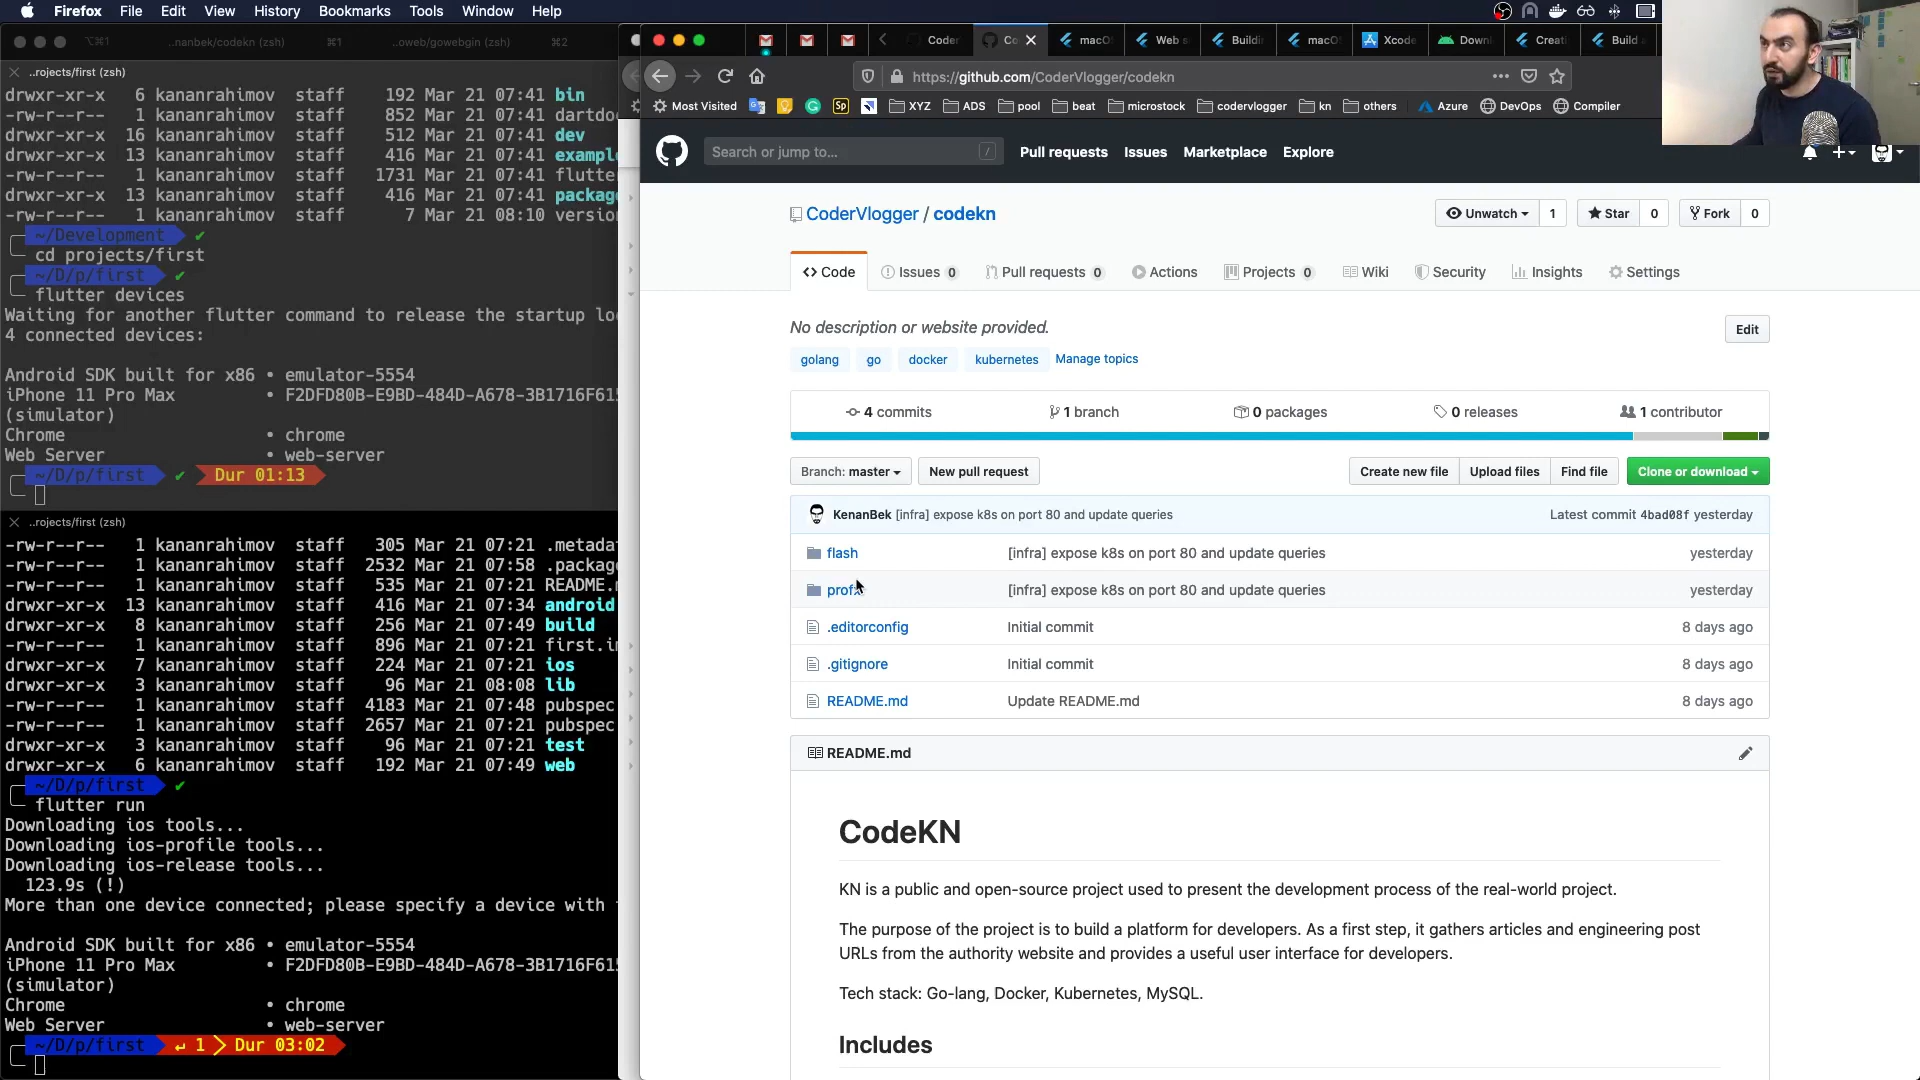 Firefox File Edit View History Bookmarks Tools Window Help
⌥⌘1 ..nanbek/codekn (zsh) ⌘1 ..oweb/gowebgin (zsh) ⌘2
..rojects/first (zsh)
drwxr-xr-x 6 kananrahimov staff 192 Mar 21 07:41 bin
-rw-r--r-- 1 kananrahimov staff 852 Mar 21 07:41 dartdo
drwxr-xr-x 16 kananrahimov staff 512 Mar 21 07:41 dev
drwxr-xr-x 13 kananrahimov staff 416 Mar 21 07:41 exampl
-rw-r--r-- 1 kananrahimov staff 1731 Mar 21 07:41 flutte
drwxr-xr-x 13 kananrahimov staff 416 Mar 21 07:41 packag
-rw-r--r-- 1 kananrahimov staff 7 Mar 21 08:10 versio
~/Development ✔
cd projects/first
~/D/p/first ✔
flutter devices
Waiting for another flutter command to release the startup lo
4 connected devices:
Android SDK built for x86 • emulator-5554
iPhone 11 Pro Max • F2DFD80B-E9BD-484D-A678-3B1716F615
(simulator)
Chrome • chrome
Web Server • web-server
~/D/p/first ✔ Dur 01:13
..rojects/first (zsh)
-rw-r--r-- 1 kananrahimov staff 305 Mar 21 07:21 .metada
-rw-r--r-- 1 kananrahimov staff 2532 Mar 21 07:58 .packag
-rw-r--r-- 1 kananrahimov staff 535 Mar 21 07:21 README.
drwxr-xr-x 13 kananrahimov staff 416 Mar 21 07:34 android
drwxr-xr-x 8 kananrahimov staff 256 Mar 21 07:49 build
-rw-r--r-- 1 kananrahimov staff 896 Mar 21 07:21 first.i
drwxr-xr-x 7 kananrahimov staff 224 Mar 21 07:21 ios
drwxr-xr-x 3 kananrahimov staff 96 Mar 21 08:08 lib
-rw-r--r-- 1 kananrahimov staff 4183 Mar 21 07:48 pubspec
-rw-r--r-- 1 kananrahimov staff 2657 Mar 21 07:21 pubspec
drwxr-xr-x 3 kananrahimov staff 96 Mar 21 07:21 test
drwxr-xr-x 6 kananrahimov staff 192 Mar 21 07:49 web
~/D/p/first ✔
flutter run
Downloading ios tools...
Downloading ios-profile tools...
Downloading ios-release tools...
123.9s (!)
More than one device connected; please specify a device with
Android SDK built for x86 • emulator-5554
iPhone 11 Pro Max • F2DFD80B-E9BD-484D-A678-3B1716F615
(simulator)
Chrome • chrome
Web Server • web-server
~/D/p/first ↵ 1 Dur 03:02
Coder Co macO Web s Buildi macO Xcode Downl Creati Build
https://github.com/CoderVlogger/codekn
Most Visited XYZ ADS pool beat microstock codervlogger kn others Azure DevOps Compiler
Search or jump to... / Pull requests Issues Marketplace Explore
CoderVlogger / codekn
Unwatch 1 Star 0 Fork 0
Code Issues 0 Pull requests 0 Actions Projects 0 Wiki Security Insights Settings
No description or website provided.
Edit
golang go docker kubernetes Manage topics
4 commits 1 branch 0 packages 0 releases 1 contributor
Branch: master New pull request Create new file Upload files Find file Clone or download
KenanBek [infra] expose k8s on port 80 and update queries Latest commit 4bad08f yesterday
flash [infra] expose k8s on port 80 and update queries yesterday
profx [infra] expose k8s on port 80 and update queries yesterday
.editorconfig Initial commit 8 days ago
.gitignore Initial commit 8 days ago
README.md Update README.md 8 days ago
README.md
CodeKN
KN is a public and open-source project used to present the development process of the real-world project.
The purpose of the project is to build a platform for developers. As a first step, it gathers articles and engineering post
URLs from the authority website and provides a useful user interface for developers.
Tech stack: Go-lang, Docker, Kubernetes, MySQL.
Includes